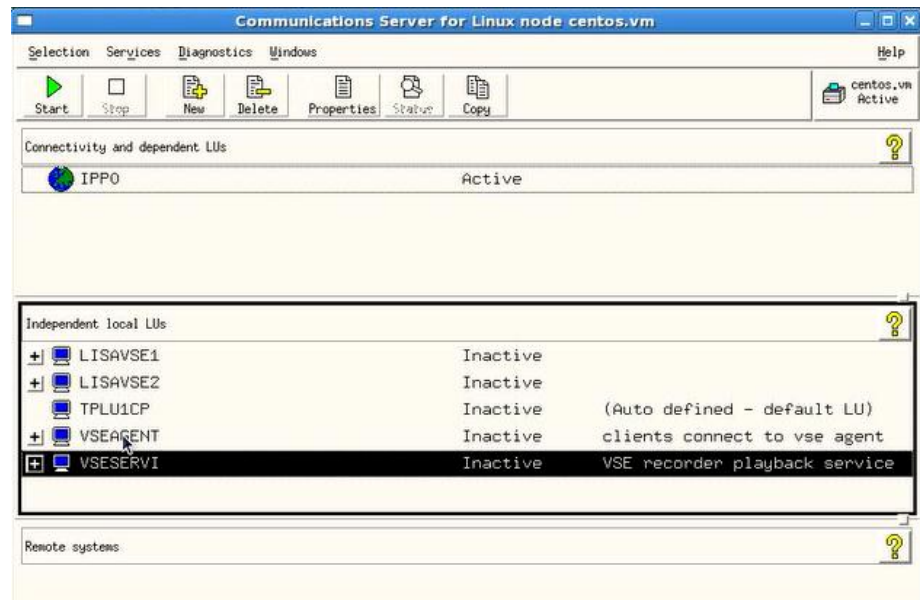 Communications Server for Linux node centos.vm
Selection Services Diagnostics Windows Help
Start Stop New Delete Properties Status Copy
centos.vm
Active
Connectivity and dependent LUs
IPP0 Active
Independent local LUs
LISAVSE1 Inactive
LISAVSE2 Inactive
TPLU1CP Inactive (Auto defined - default LU)
VSEAGENT Inactive clients connect to vse agent
VSESERVI Inactive VSE recorder playback service
Remote systems